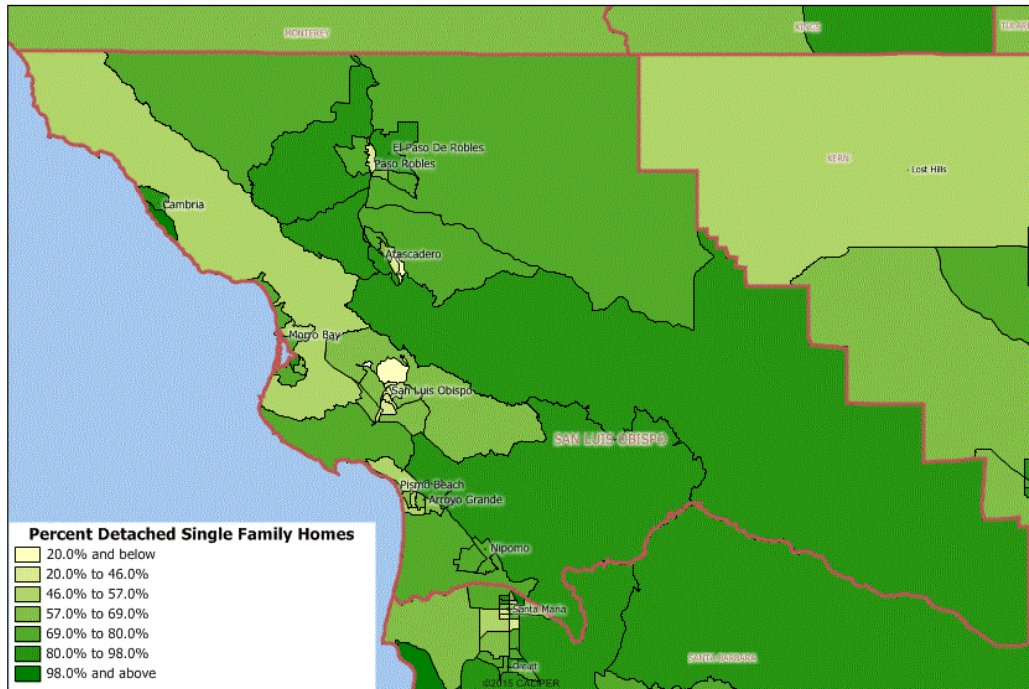 MONTEREY
KINGS
TULARE
El Paso De Robles
Paso Robles
KERN
Lost Hills
Cambria
Atascadero
Morro Bay
San Luis Obispo
SAN LUIS OBISPO
Pismo Beach
Arroyo Grande
Nipomo
Santa Maria
SANTA BARBARA
Orcutt
©2015 CALIPER
Percent Detached Single Family Homes
20.0% and below
20.0% to 46.0%
46.0% to 57.0%
57.0% to 69.0%
69.0% to 80.0%
80.0% to 98.0%
98.0% and above